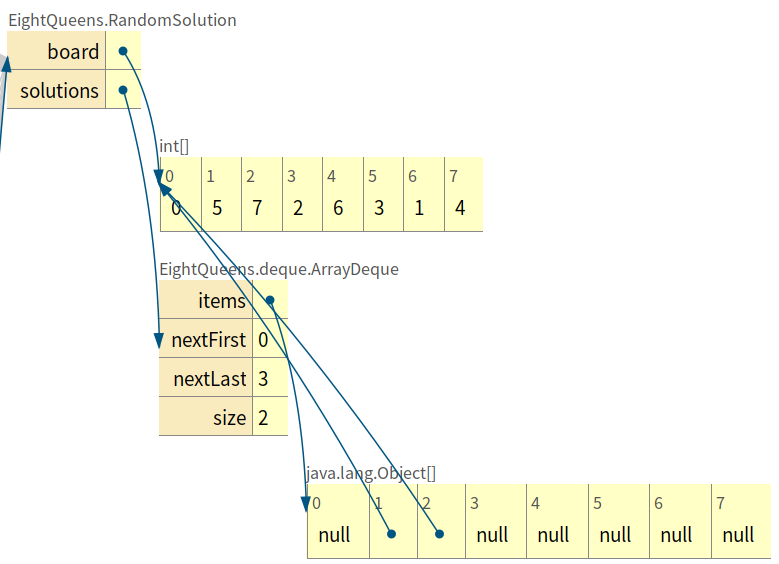 EightQueens.RandomSolution
board
solutions
int[]
0 1 2 3 4 5 6 7
0 5 7 2 6 3 1 4
EightQueens.deque.ArrayDeque
items
nextFirst 0
nextLast 3
size 2
java.lang.Object[]
0 1 2 3 4 5 6 7
null null null null null null